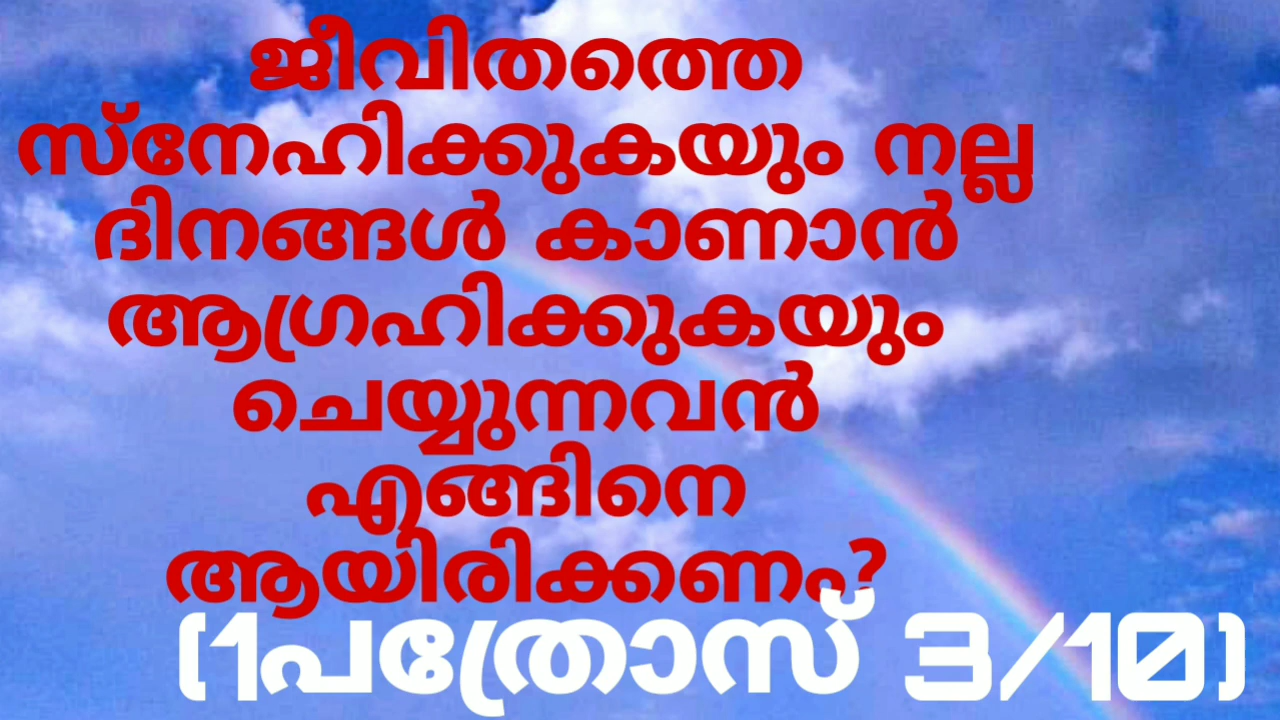 ജീവിതത്തെ
സ്നേഹിക്കുകയും നല്ല
ദിനങ്ങൾ കാണാൻ
ആഗ്രഹിക്കുകയും
ചെയ്യുന്നവൻ
എങ്ങിനെ
ആയിരിക്കണം?
(1പത്രോസ് 3/10)